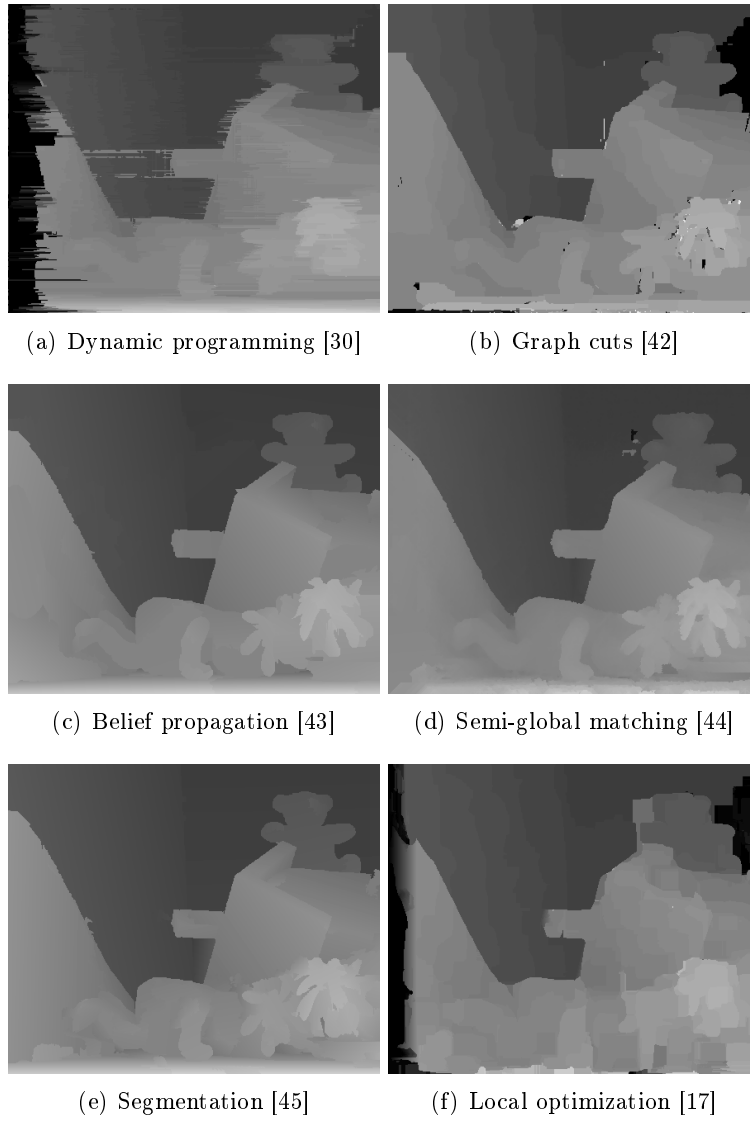 (a) Dynamic programming [30]
(b) Graph cuts [42]
(c) Belief propagation [43]
(d) Semi-global matching [44]
(e) Segmentation [45]
(f) Local optimization [17]